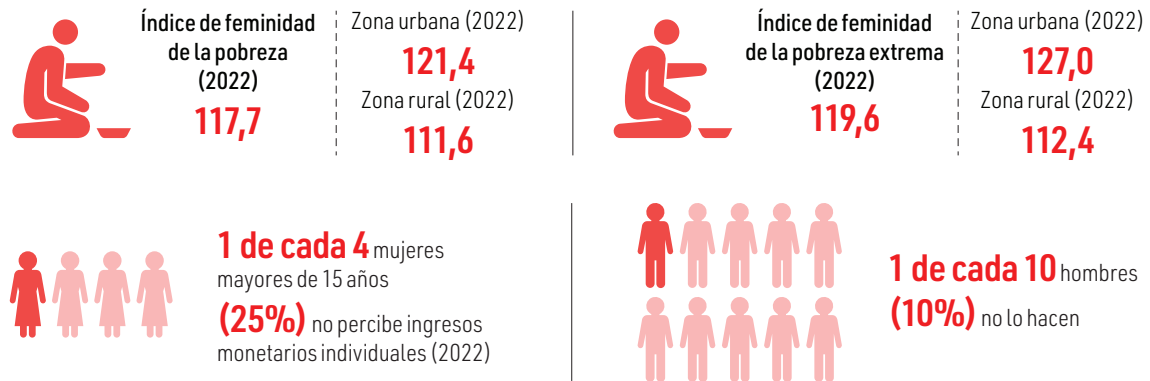 Índice de feminidad
de la pobreza
(2022)
117,7
Zona urbana (2022)
121,4
Zona rural (2022)
111,6
Índice de feminidad
de la pobreza extrema
(2022)
119,6
Zona urbana (2022)
127,0
Zona rural (2022)
112,4
1 de cada 4 mujeres
mayores de 15 años
(25%) no percibe ingresos
monetarios individuales (2022)
1 de cada 10 hombres
(10%) no lo hacen